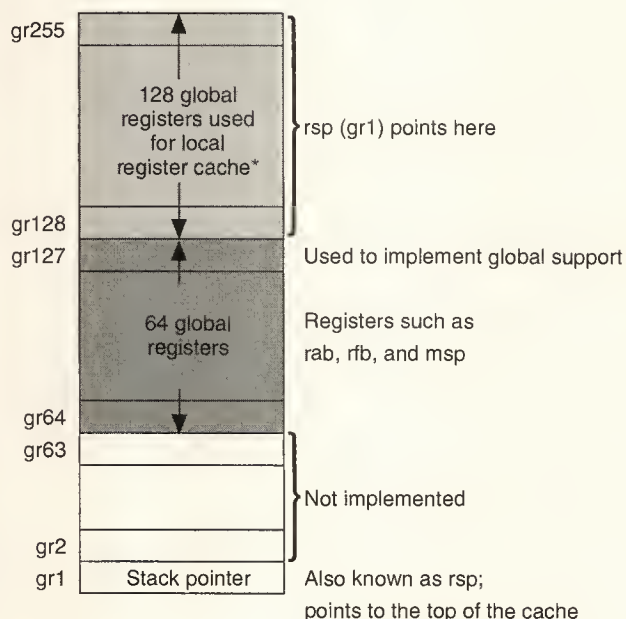 gr255
128 global
registers used
for local
register cache*
rsp (gr1) points here
gr128
gr127
Used to implement global support
64 global
registers
Registers such as
rab, rfb, and msp
gr64
gr63
Not implemented
gr2
gr1
Stack pointer
Also known as rsp;
points to the top of the cache